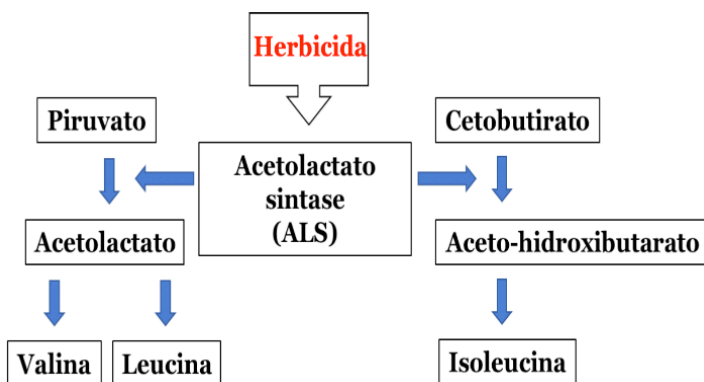 Herbicida
Piruvato
Cetobutirato
Acetolactato
sintase
(ALS)
Acetolactato
Aceto-hidroxibutarato
Valina
Leucina
Isoleucina